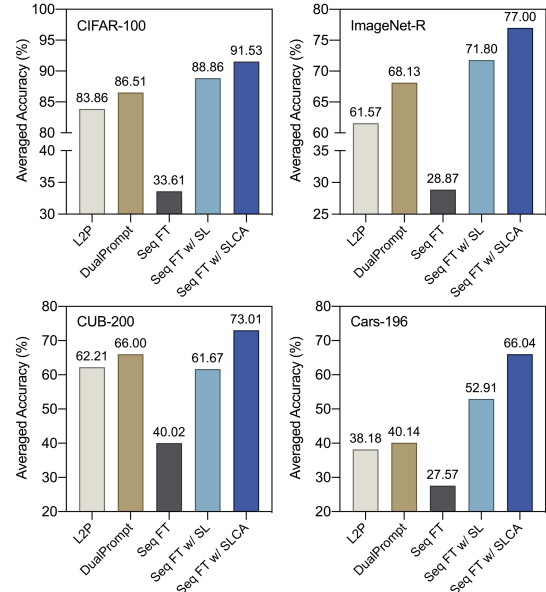 CIFAR-100
Averaged Accuracy (%)
100
95
90
85
80
40
35
30
83.86
86.51
33.61
88.86
91.53
L2P
DualPrompt
Seq FT
Seq FT w/ SL
Seq FT w/ SLCA
ImageNet-R
Averaged Accuracy (%)
80
75
70
65
60
35
30
25
61.57
68.13
28.87
71.80
77.00
L2P
DualPrompt
Seq FT
Seq FT w/ SL
Seq FT w/ SLCA
CUB-200
Averaged Accuracy (%)
80
70
60
50
40
30
20
62.21
66.00
40.02
61.67
73.01
L2P
DualPrompt
Seq FT
Seq FT w/ SL
Seq FT w/ SLCA
Cars-196
Averaged Accuracy (%)
80
70
60
50
40
30
20
38.18
40.14
27.57
52.91
66.04
L2P
DualPrompt
Seq FT
Seq FT w/ SL
Seq FT w/ SLCA